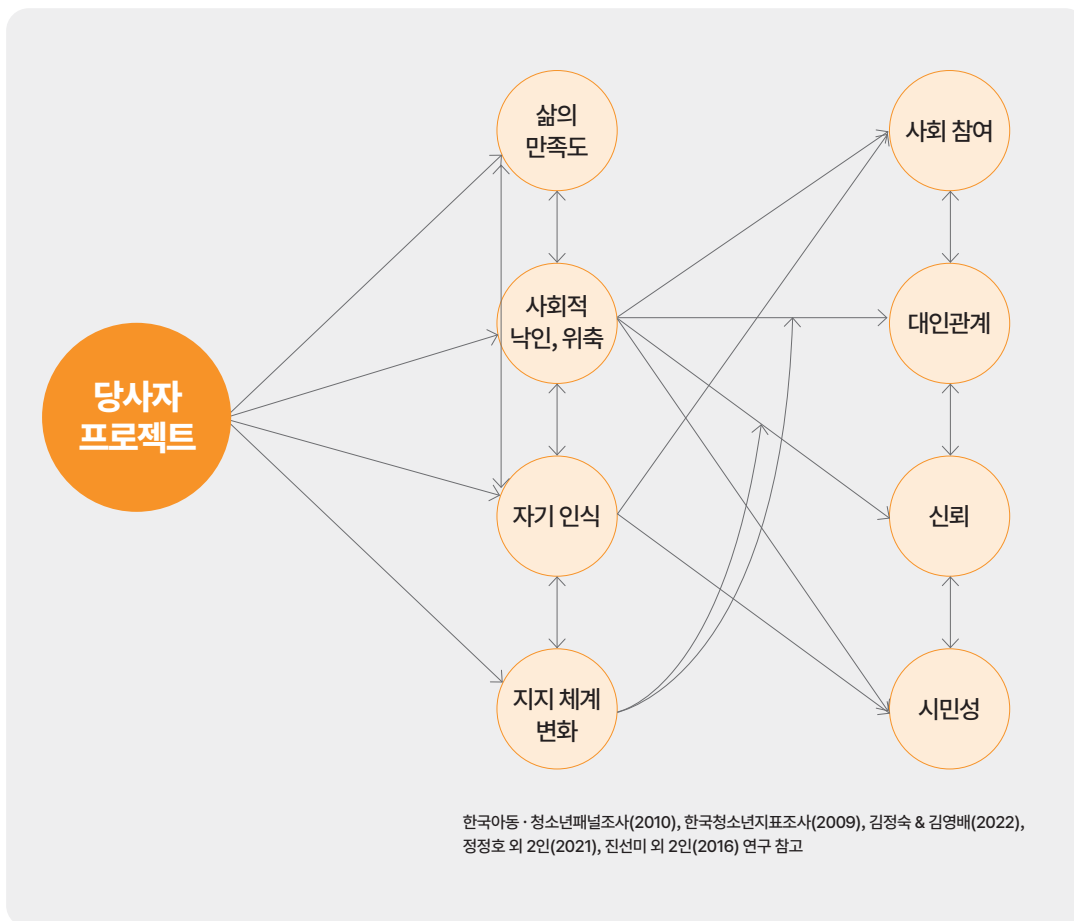 당사자
프로젝트
삶의
만족도
사회적
낙인, 위축
자기 인식
지지 체계
변화
사회 참여
대인관계
신뢰
시민성
한국아동 · 청소년패널조사(2010), 한국청소년지표조사(2009), 김정숙 & 김영배(2022),
정정호 외 2인(2021), 진선미 외 2인(2016) 연구 참고